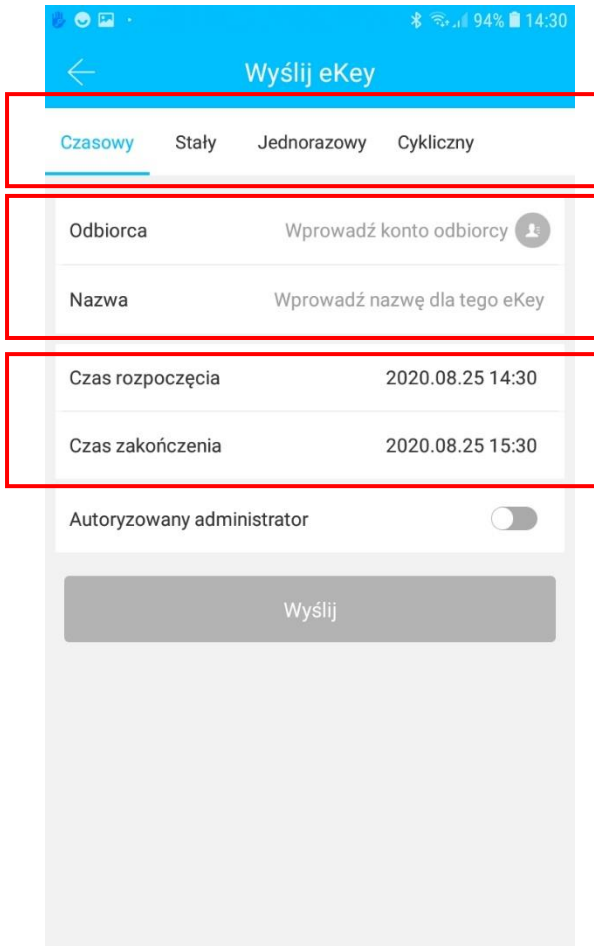 94% 14:30
Wyślij eKey
Czasowy Stały Jednorazowy Cykliczny
Odbiorca Wprowadź konto odbiorcy
Nazwa Wprowadź nazwę dla tego eKey
Czas rozpoczęcia 2020.08.25 14:30
Czas zakończenia 2020.08.25 15:30
Autoryzowany administrator
Wyślij